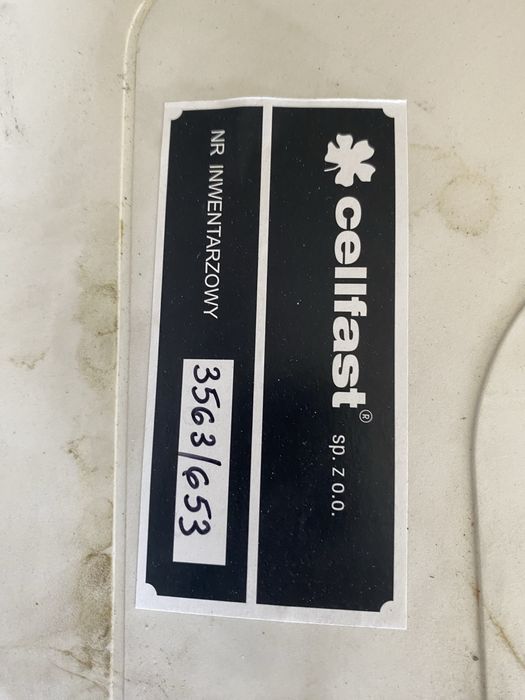 cellfast® sp. z o.o.
NR INWENTARZOWY 3563/653